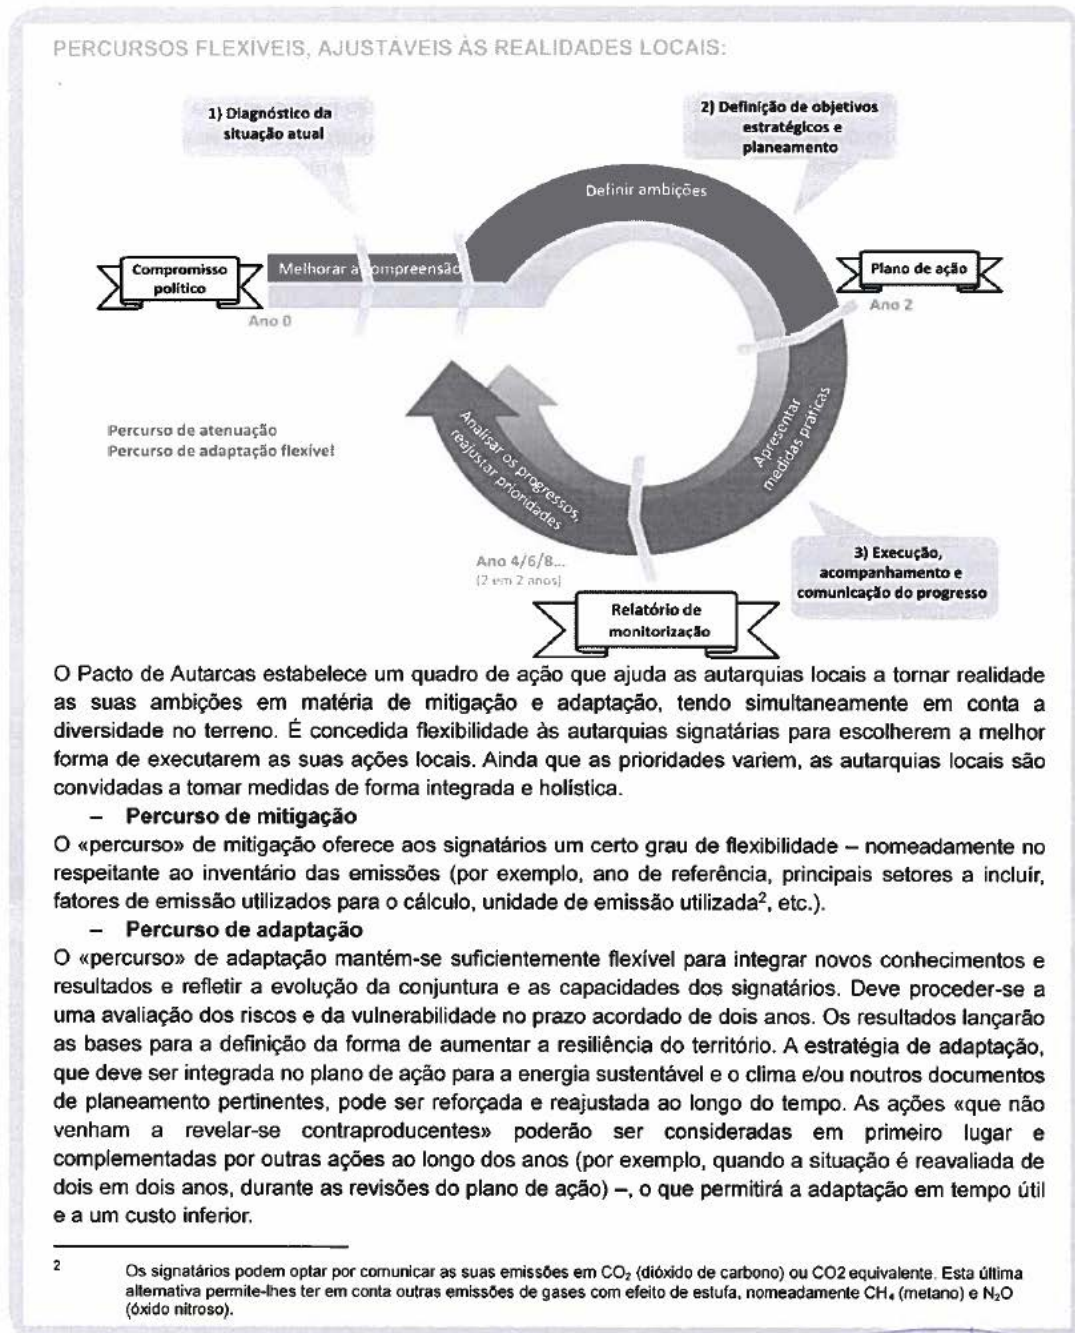 PERCURSOS FLEXÍVEIS, AJUSTÁVEIS ÀS REALIDADES LOCAIS:
1) Diagnóstico da
situação atual
2) Definição de objetivos
estratégicos e
planeamento
Definir ambições
Compromisso
político
Melhorar a compreensão
Plano de ação
Ano 0
Ano 2
Percurso de atenuação
Percurso de adaptação flexível
Analisar os progressos,
reajustar prioridades
Apresentar
medidas práticas
3) Execução,
acompanhamento e
comunicação do progresso
Ano 4/6/8...
(2 em 2 anos)
Relatório de
monitorização
O Pacto de Autarcas estabelece um quadro de ação que ajuda as autarquias locais a tornar realidade
as suas ambições em matéria de mitigação e adaptação, tendo simultaneamente em conta a
diversidade no terreno. É concedida flexibilidade às autarquias signatárias para escolherem a melhor
forma de executarem as suas ações locais. Ainda que as prioridades variem, as autarquias locais são
convidadas a tomar medidas de forma integrada e holística.
– Percurso de mitigação
O «percurso» de mitigação oferece aos signatários um certo grau de flexibilidade – nomeadamente no
respeitante ao inventário das emissões (por exemplo, ano de referência, principais setores a incluir,
fatores de emissão utilizados para o cálculo, unidade de emissão utilizada², etc.).
– Percurso de adaptação
O «percurso» de adaptação mantém-se suficientemente flexível para integrar novos conhecimentos e
resultados e refletir a evolução da conjuntura e as capacidades dos signatários. Deve proceder-se a
uma avaliação dos riscos e da vulnerabilidade no prazo acordado de dois anos. Os resultados lançarão
as bases para a definição da forma de aumentar a resiliência do território. A estratégia de adaptação,
que deve ser integrada no plano de ação para a energia sustentável e o clima e/ou noutros documentos
de planeamento pertinentes, pode ser reforçada e reajustada ao longo do tempo. As ações «que não
venham a revelar-se contraproducentes» poderão ser consideradas em primeiro lugar e
complementadas por outras ações ao longo dos anos (por exemplo, quando a situação é reavaliada de
dois em dois anos, durante as revisões do plano de ação) –, o que permitirá a adaptação em tempo útil
e a um custo inferior.
2 Os signatários podem optar por comunicar as suas emissões em CO₂ (dióxido de carbono) ou CO2 equivalente. Esta última
alternativa permite-lhes ter em conta outras emissões de gases com efeito de estufa, nomeadamente CH₄ (metano) e N₂O
(óxido nitroso).